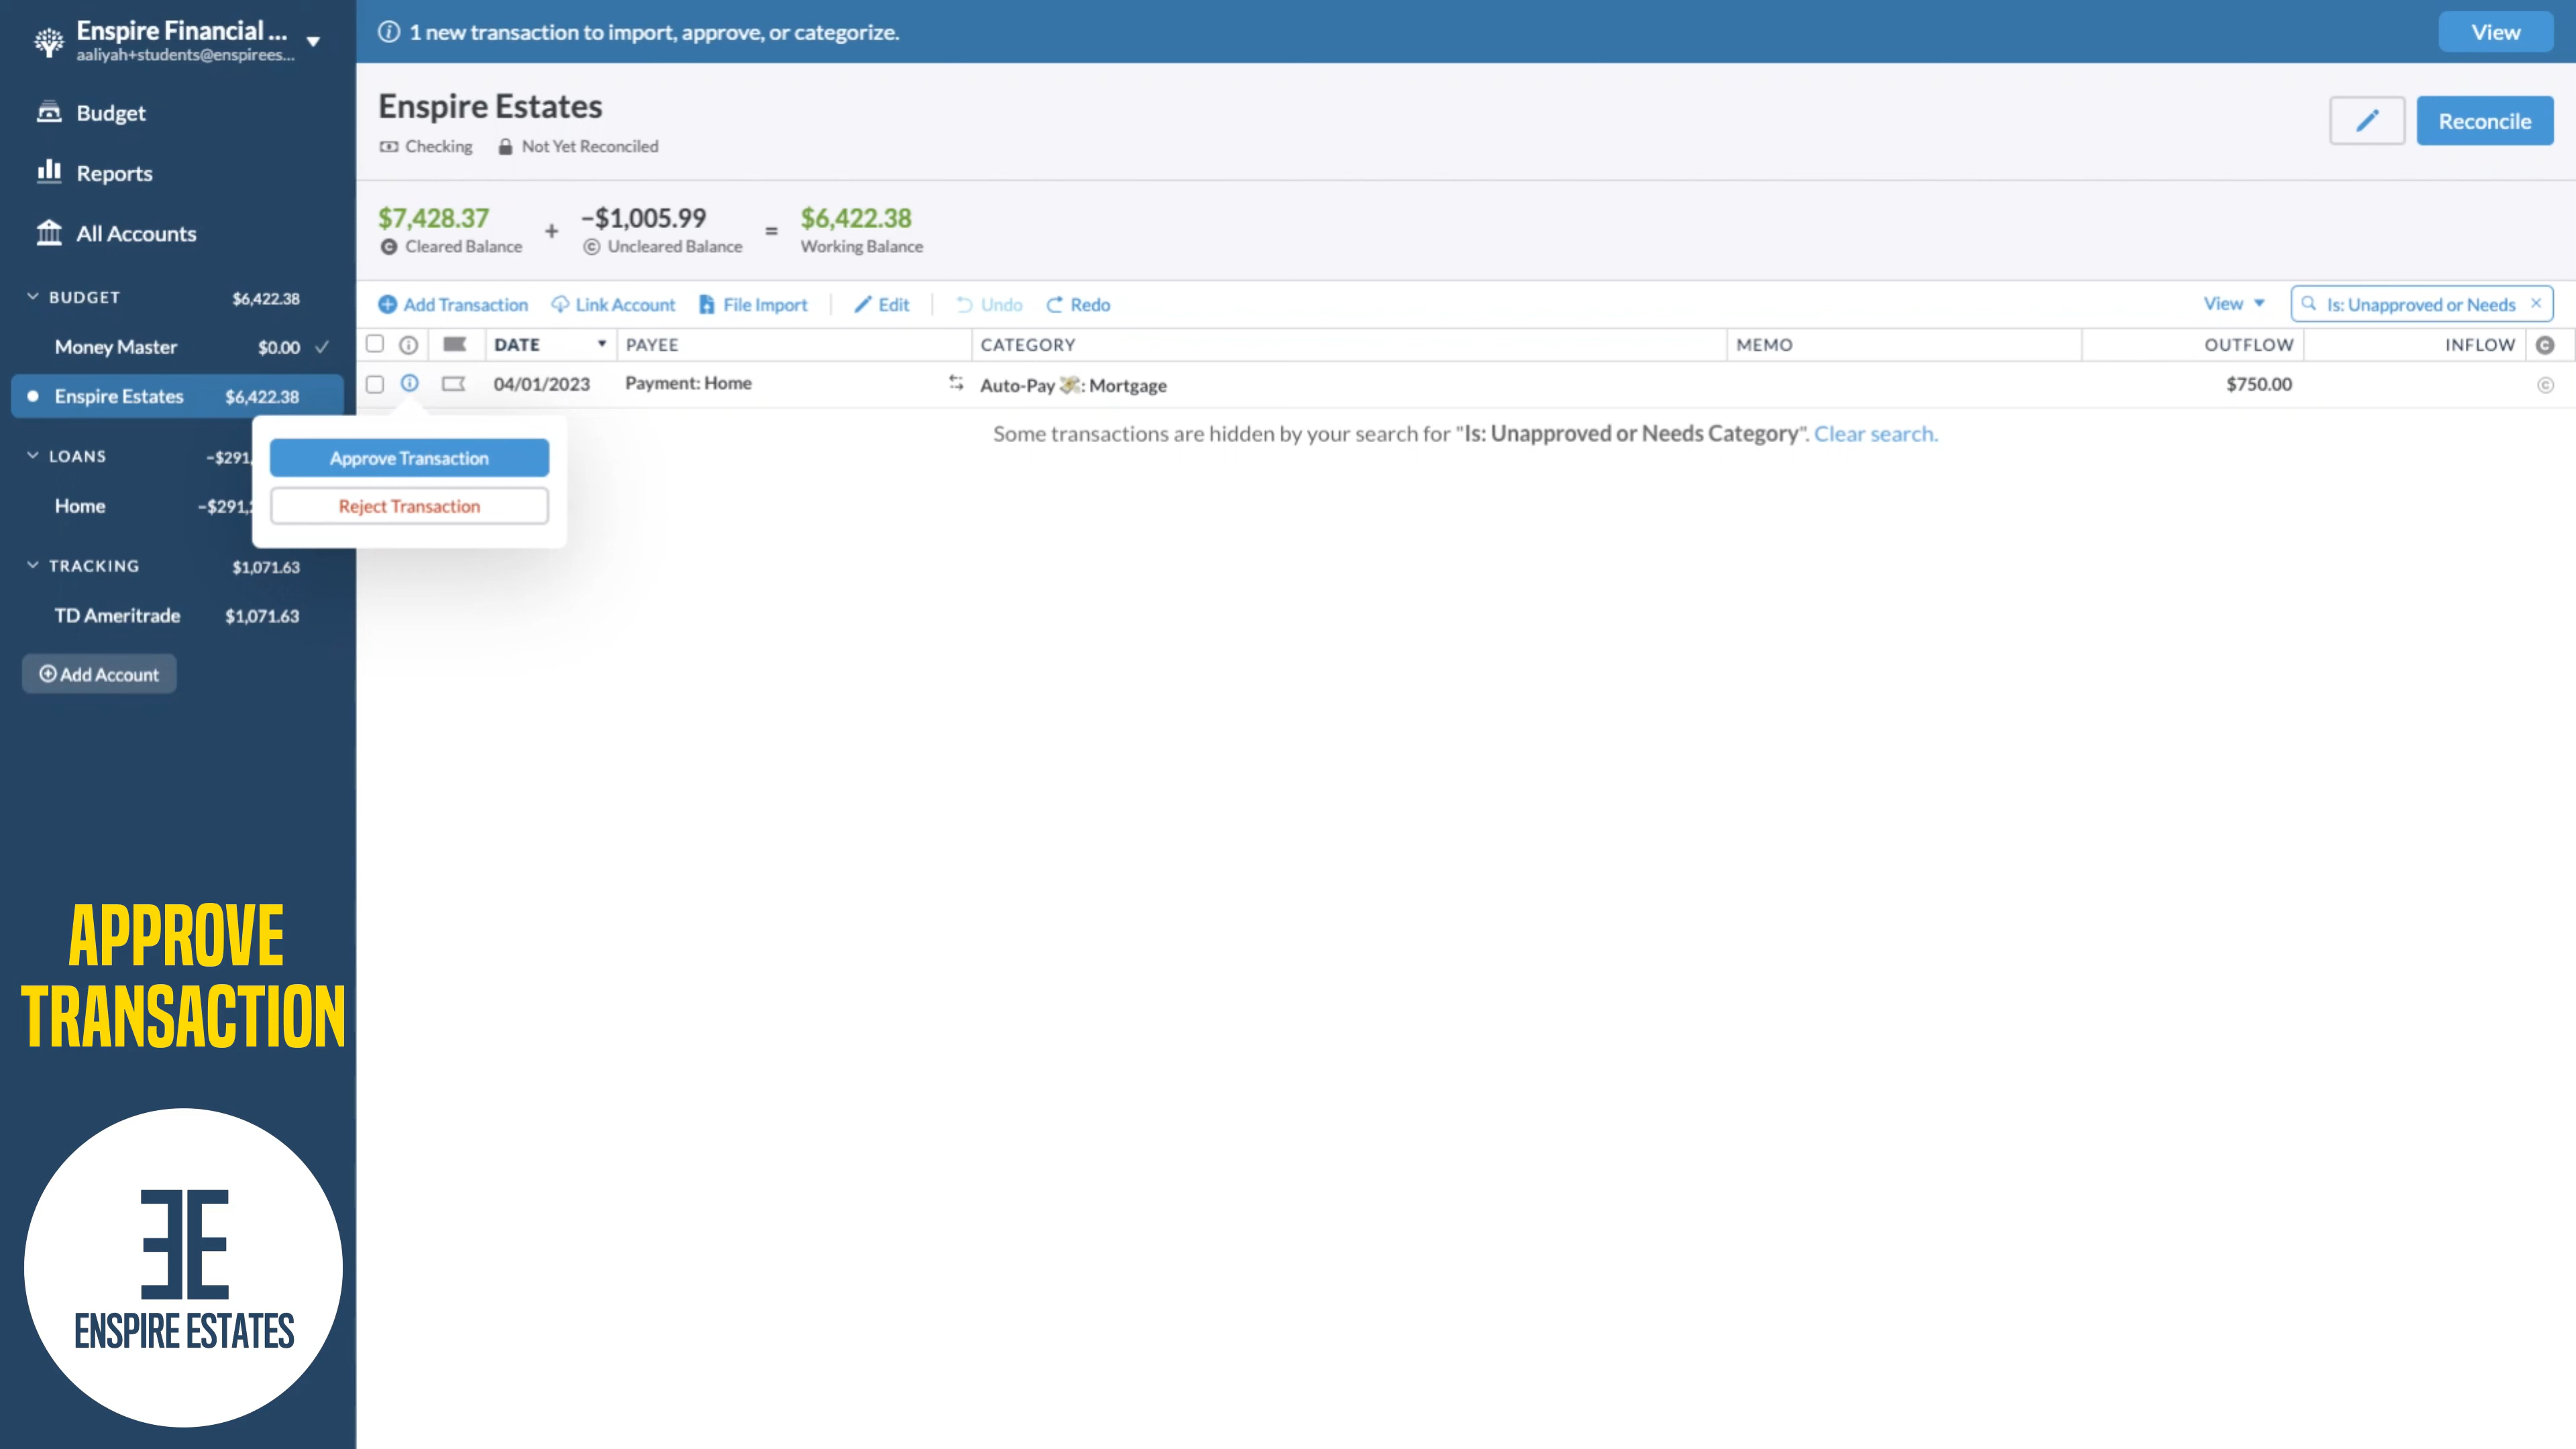 Enspire Financial ...
aaliyah+students@enspirees...
Budget
Reports
All Accounts
BUDGET $6,422.38
Money Master $0.00
Enspire Estates $6,422.38
LOANS −$291,
Home −$291,
TRACKING $1,071.63
TD Ameritrade $1,071.63
Add Account
APPROVE
TRANSACTION
ENSPIRE ESTATES
1 new transaction to import, approve, or categorize.
View
Enspire Estates
Checking Not Yet Reconciled
Reconcile
$7,428.37 + −$1,005.99 = $6,422.38
Cleared Balance Uncleared Balance Working Balance
Add Transaction Link Account File Import Edit Undo Redo
View Is: Unapproved or Needs
DATE PAYEE CATEGORY MEMO OUTFLOW INFLOW
04/01/2023 Payment: Home Auto-Pay 💸: Mortgage $750.00
Some transactions are hidden by your search for "Is: Unapproved or Needs Category". Clear search.
Approve Transaction
Reject Transaction